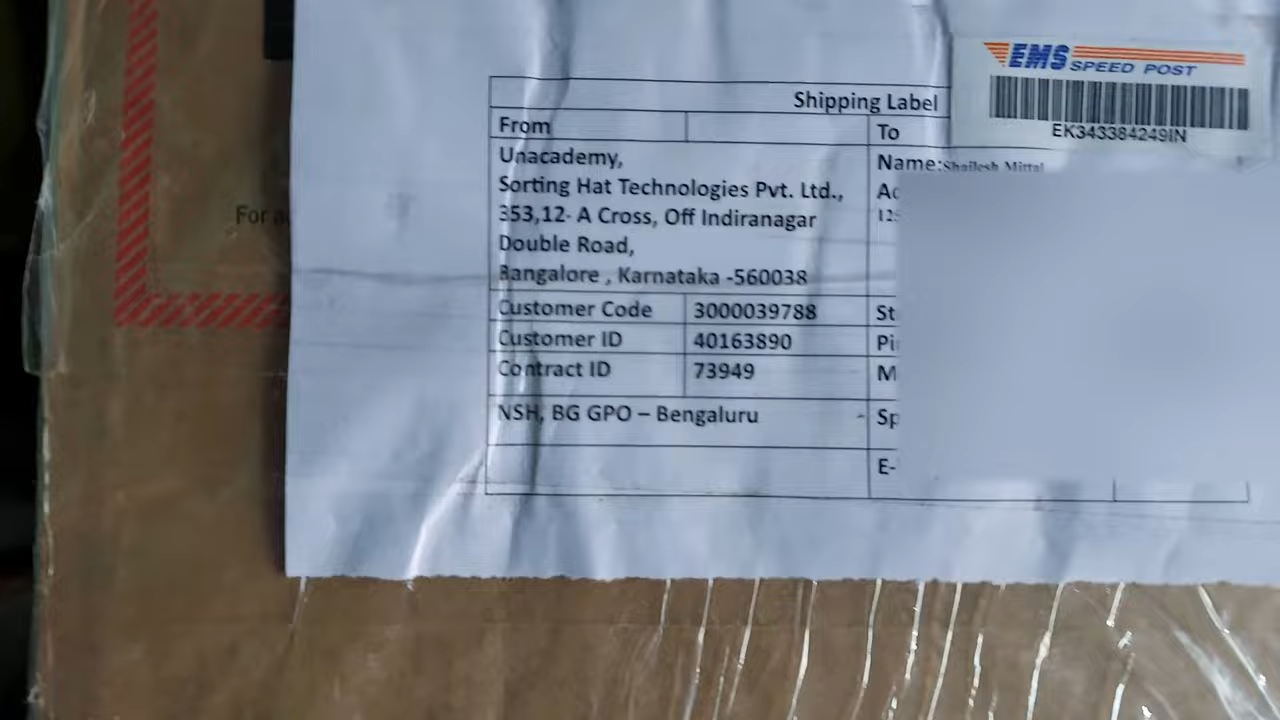 EMS SPEED POST
EK343384249IN
Shipping Label
From
To
Unacademy,
Sorting Hat Technologies Pvt. Ltd.,
353,12- A Cross, Off Indiranagar
Double Road,
Bangalore , Karnataka -560038
Name:Shailesh Mittal
Customer Code 3000039788
Customer ID 40163890
Contract ID 73949
NSH, BG GPO – Bengaluru
For